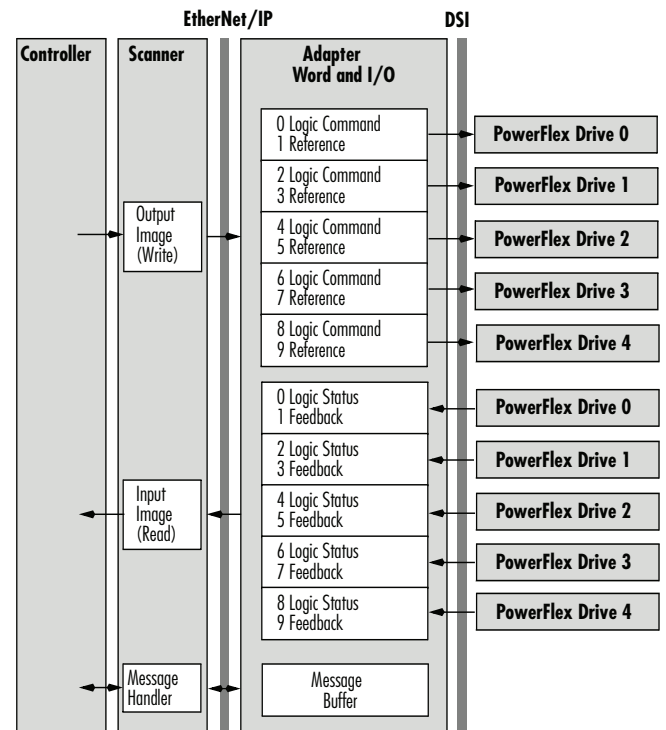 EtherNet/IP
DSI
Controller
Scanner
Adapter
Word and I/O
Output
Image
(Write)
0 Logic Command
1 Reference
PowerFlex Drive 0
2 Logic Command
3 Reference
PowerFlex Drive 1
4 Logic Command
5 Reference
PowerFlex Drive 2
6 Logic Command
7 Reference
PowerFlex Drive 3
8 Logic Command
9 Reference
PowerFlex Drive 4
Input
Image
(Read)
0 Logic Status
1 Feedback
PowerFlex Drive 0
2 Logic Status
3 Feedback
PowerFlex Drive 1
4 Logic Status
5 Feedback
PowerFlex Drive 2
6 Logic Status
7 Feedback
PowerFlex Drive 3
8 Logic Status
9 Feedback
PowerFlex Drive 4
Message
Handler
Message
Buffer